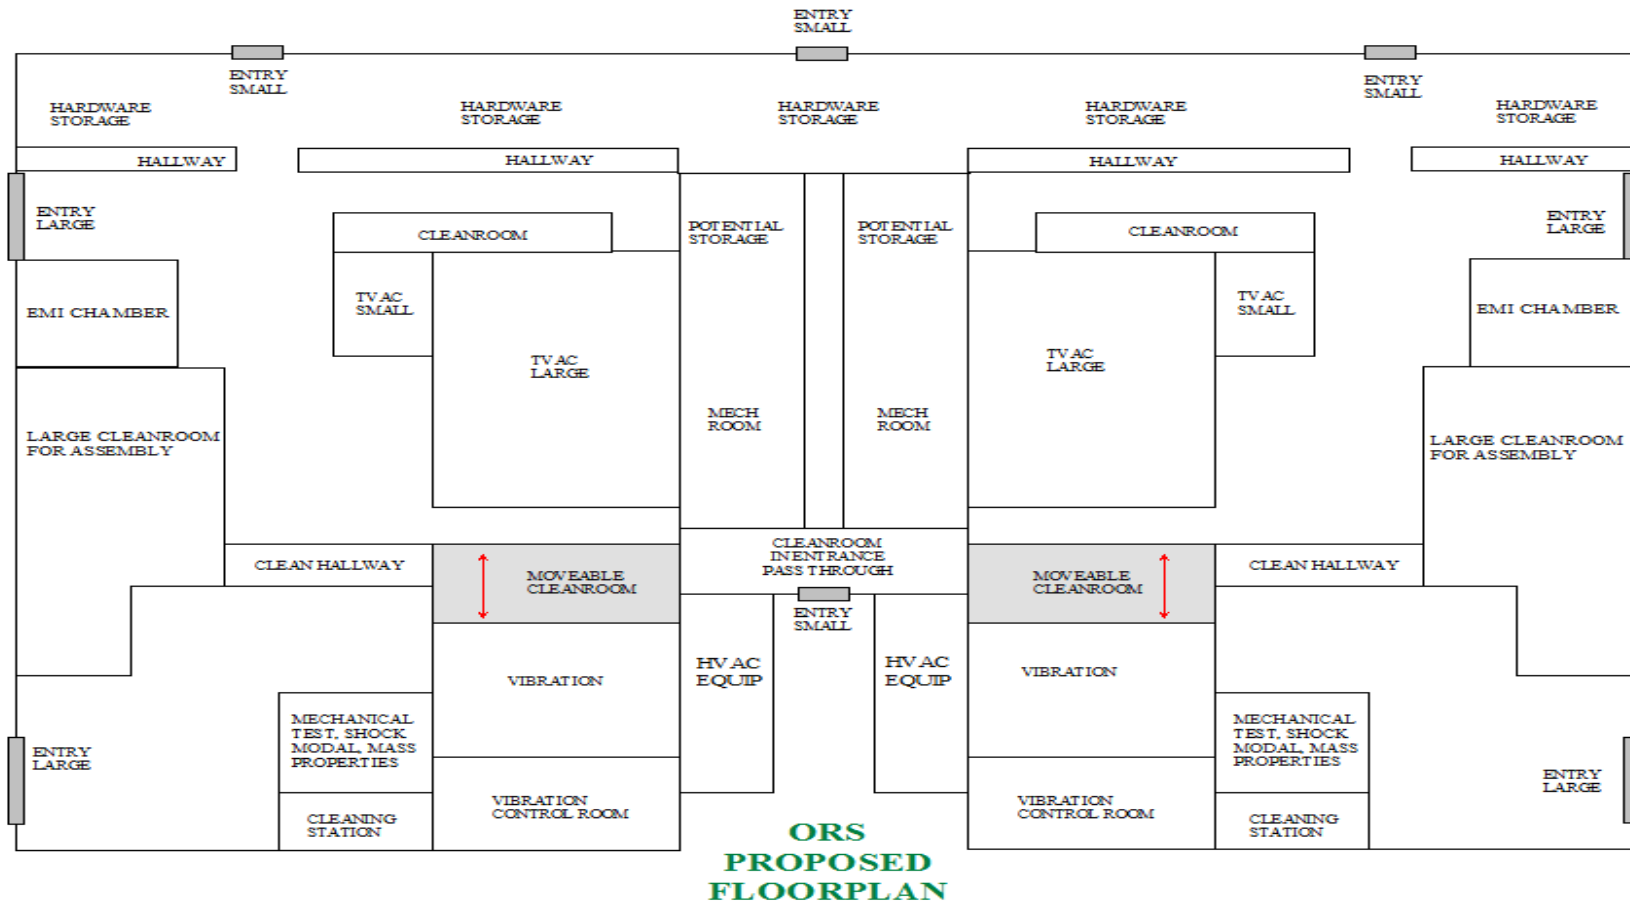 ENTRY
SMALL
ENTRY
SMALL
ENTRY
SMALL
HARDWARE
STORAGE
HARDWARE
STORAGE
HARDWARE
STORAGE
HARDWARE
STORAGE
HARDWARE
STORAGE
HALLWAY
HALLWAY
HALLWAY
HALLWAY
ENTRY
LARGE
CLEANROOM
POTENTIAL
STORAGE
POTENTIAL
STORAGE
CLEANROOM
ENTRY
LARGE
EMI CHAMBER
TVAC
SMALL
TVAC
LARGE
TVAC
LARGE
TVAC
SMALL
EMI CHAMBER
LARGE CLEANROOM
FOR ASSEMBLY
MECH
ROOM
MECH
ROOM
LARGE CLEANROOM
FOR ASSEMBLY
CLEAN HALLWAY
MOVEABLE
CLEANROOM
CLEANROOM
IN ENTRANCE
PASS THROUGH
MOVEABLE
CLEANROOM
CLEAN HALLWAY
ENTRY
SMALL
VIBRATION
HVAC
EQUIP
HVAC
EQUIP
VIBRATION
ENTRY
LARGE
MECHANICAL
TEST, SHOCK
MODAL, MASS
PROPERTIES
MECHANICAL
TEST, SHOCK
MODAL, MASS
PROPERTIES
ENTRY
LARGE
CLEANING
STATION
VIBRATION
CONTROL ROOM
VIBRATION
CONTROL ROOM
CLEANING
STATION
ORS
PROPOSED
FLOORPLAN